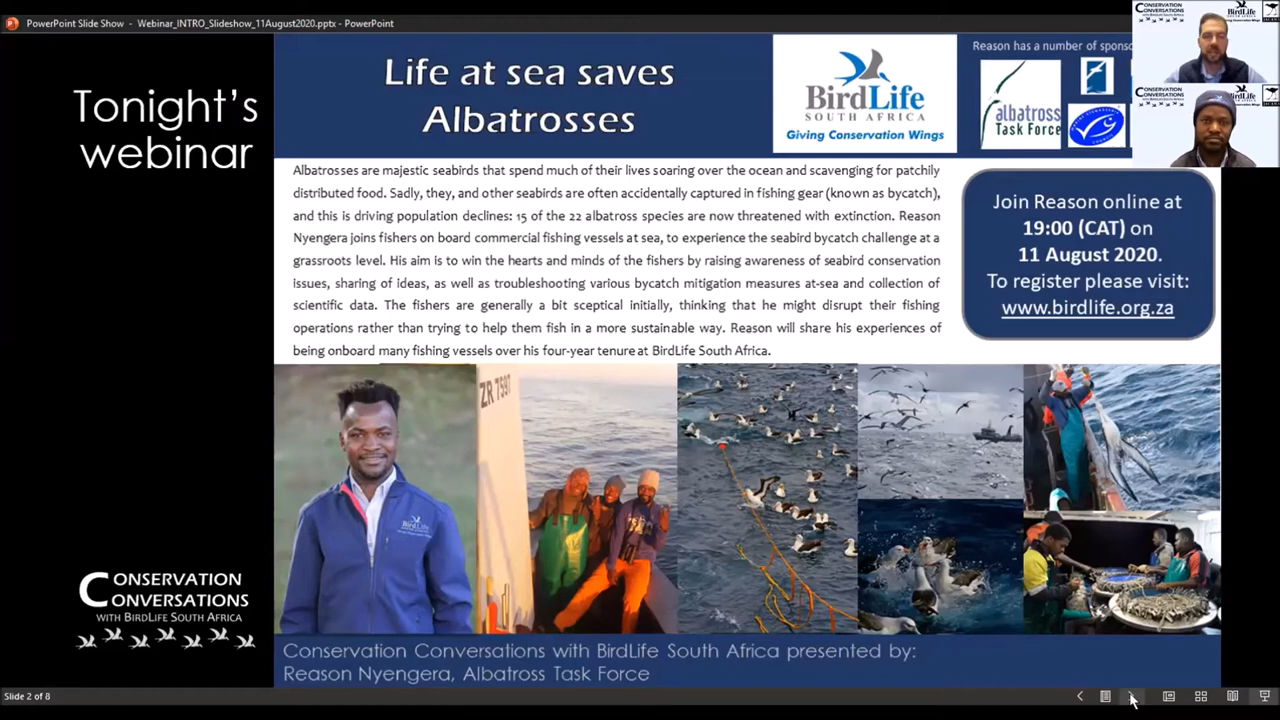 PowerPoint Slide Show - Webinar_INTRO_Slideshow_11August2020.pptx - PowerPoint
Tonight's
webinar
Life at sea saves
Albatrosses
BirdLife
SOUTH AFRICA
Giving Conservation Wings
Reason has a number of spons
albatross
Task Force
Albatrosses are majestic seabirds that spend much of their lives soaring over the ocean and scavenging for patchily
distributed food. Sadly, they, and other seabirds are often accidentally captured in fishing gear (known as bycatch),
and this is driving population declines: 15 of the 22 albatross species are now threatened with extinction. Reason
Nyengera joins fishers on board commercial fishing vessels at sea, to experience the seabird bycatch challenge at a
grassroots level. His aim is to win the hearts and minds of the fishers by raising awareness of seabird conservation
issues, sharing of ideas, as well as troubleshooting various bycatch mitigation measures at-sea and collection of
scientific data. The fishers are generally a bit sceptical initially, thinking that he might disrupt their fishing
operations rather than trying to help them fish in a more sustainable way. Reason will share his experiences of
being onboard many fishing vessels over his four-year tenure at BirdLife South Africa.
Join Reason online at
19:00 (CAT) on
11 August 2020.
To register please visit:
www.birdlife.org.za
ZR 7597
BirdLife
CONSERVATION
CONVERSATIONS
WITH BIRDLIFE SOUTH AFRICA
Conservation Conversations with BirdLife South Africa presented by:
Reason Nyengera, Albatross Task Force
Slide 2 of 8